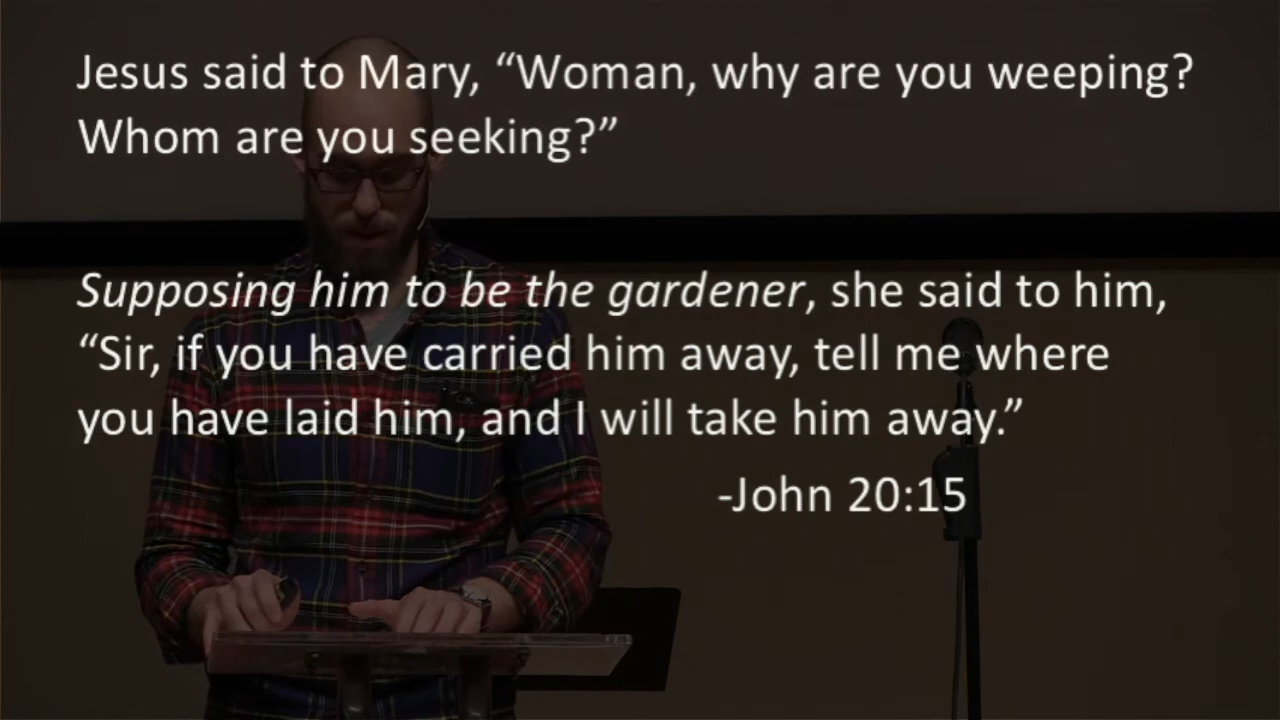 Jesus said to Mary, “Woman, why are you weeping?
Whom are you seeking?”
Supposing him to be the gardener, she said to him,
“Sir, if you have carried him away, tell me where
you have laid him, and I will take him away.”
-John 20:15